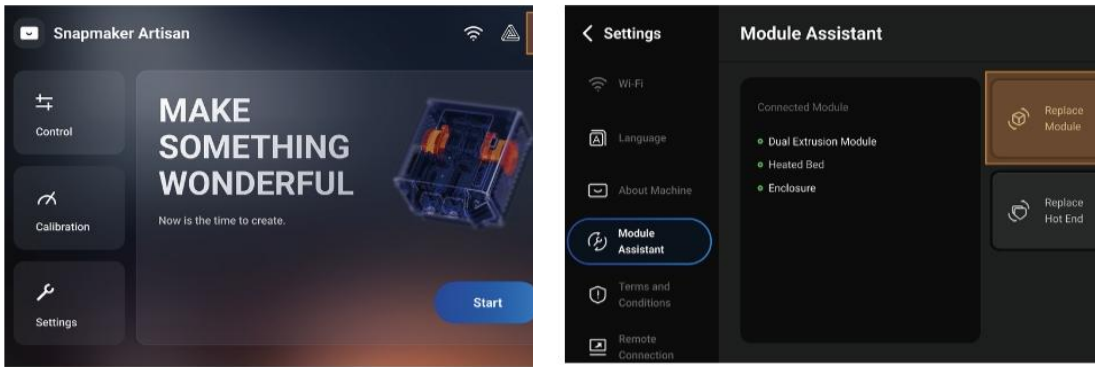 Snapmaker Artisan
Control
Calibration
Settings
MAKE
SOMETHING
WONDERFUL
Now is the time to create.
Start
Settings
Wi-Fi
Language
About Machine
Module
Assistant
Terms and
Conditions
Remote
Connection
Module Assistant
Connected Module
Dual Extrusion Module
Heated Bed
Enclosure
Replace
Module
Replace
Hot End